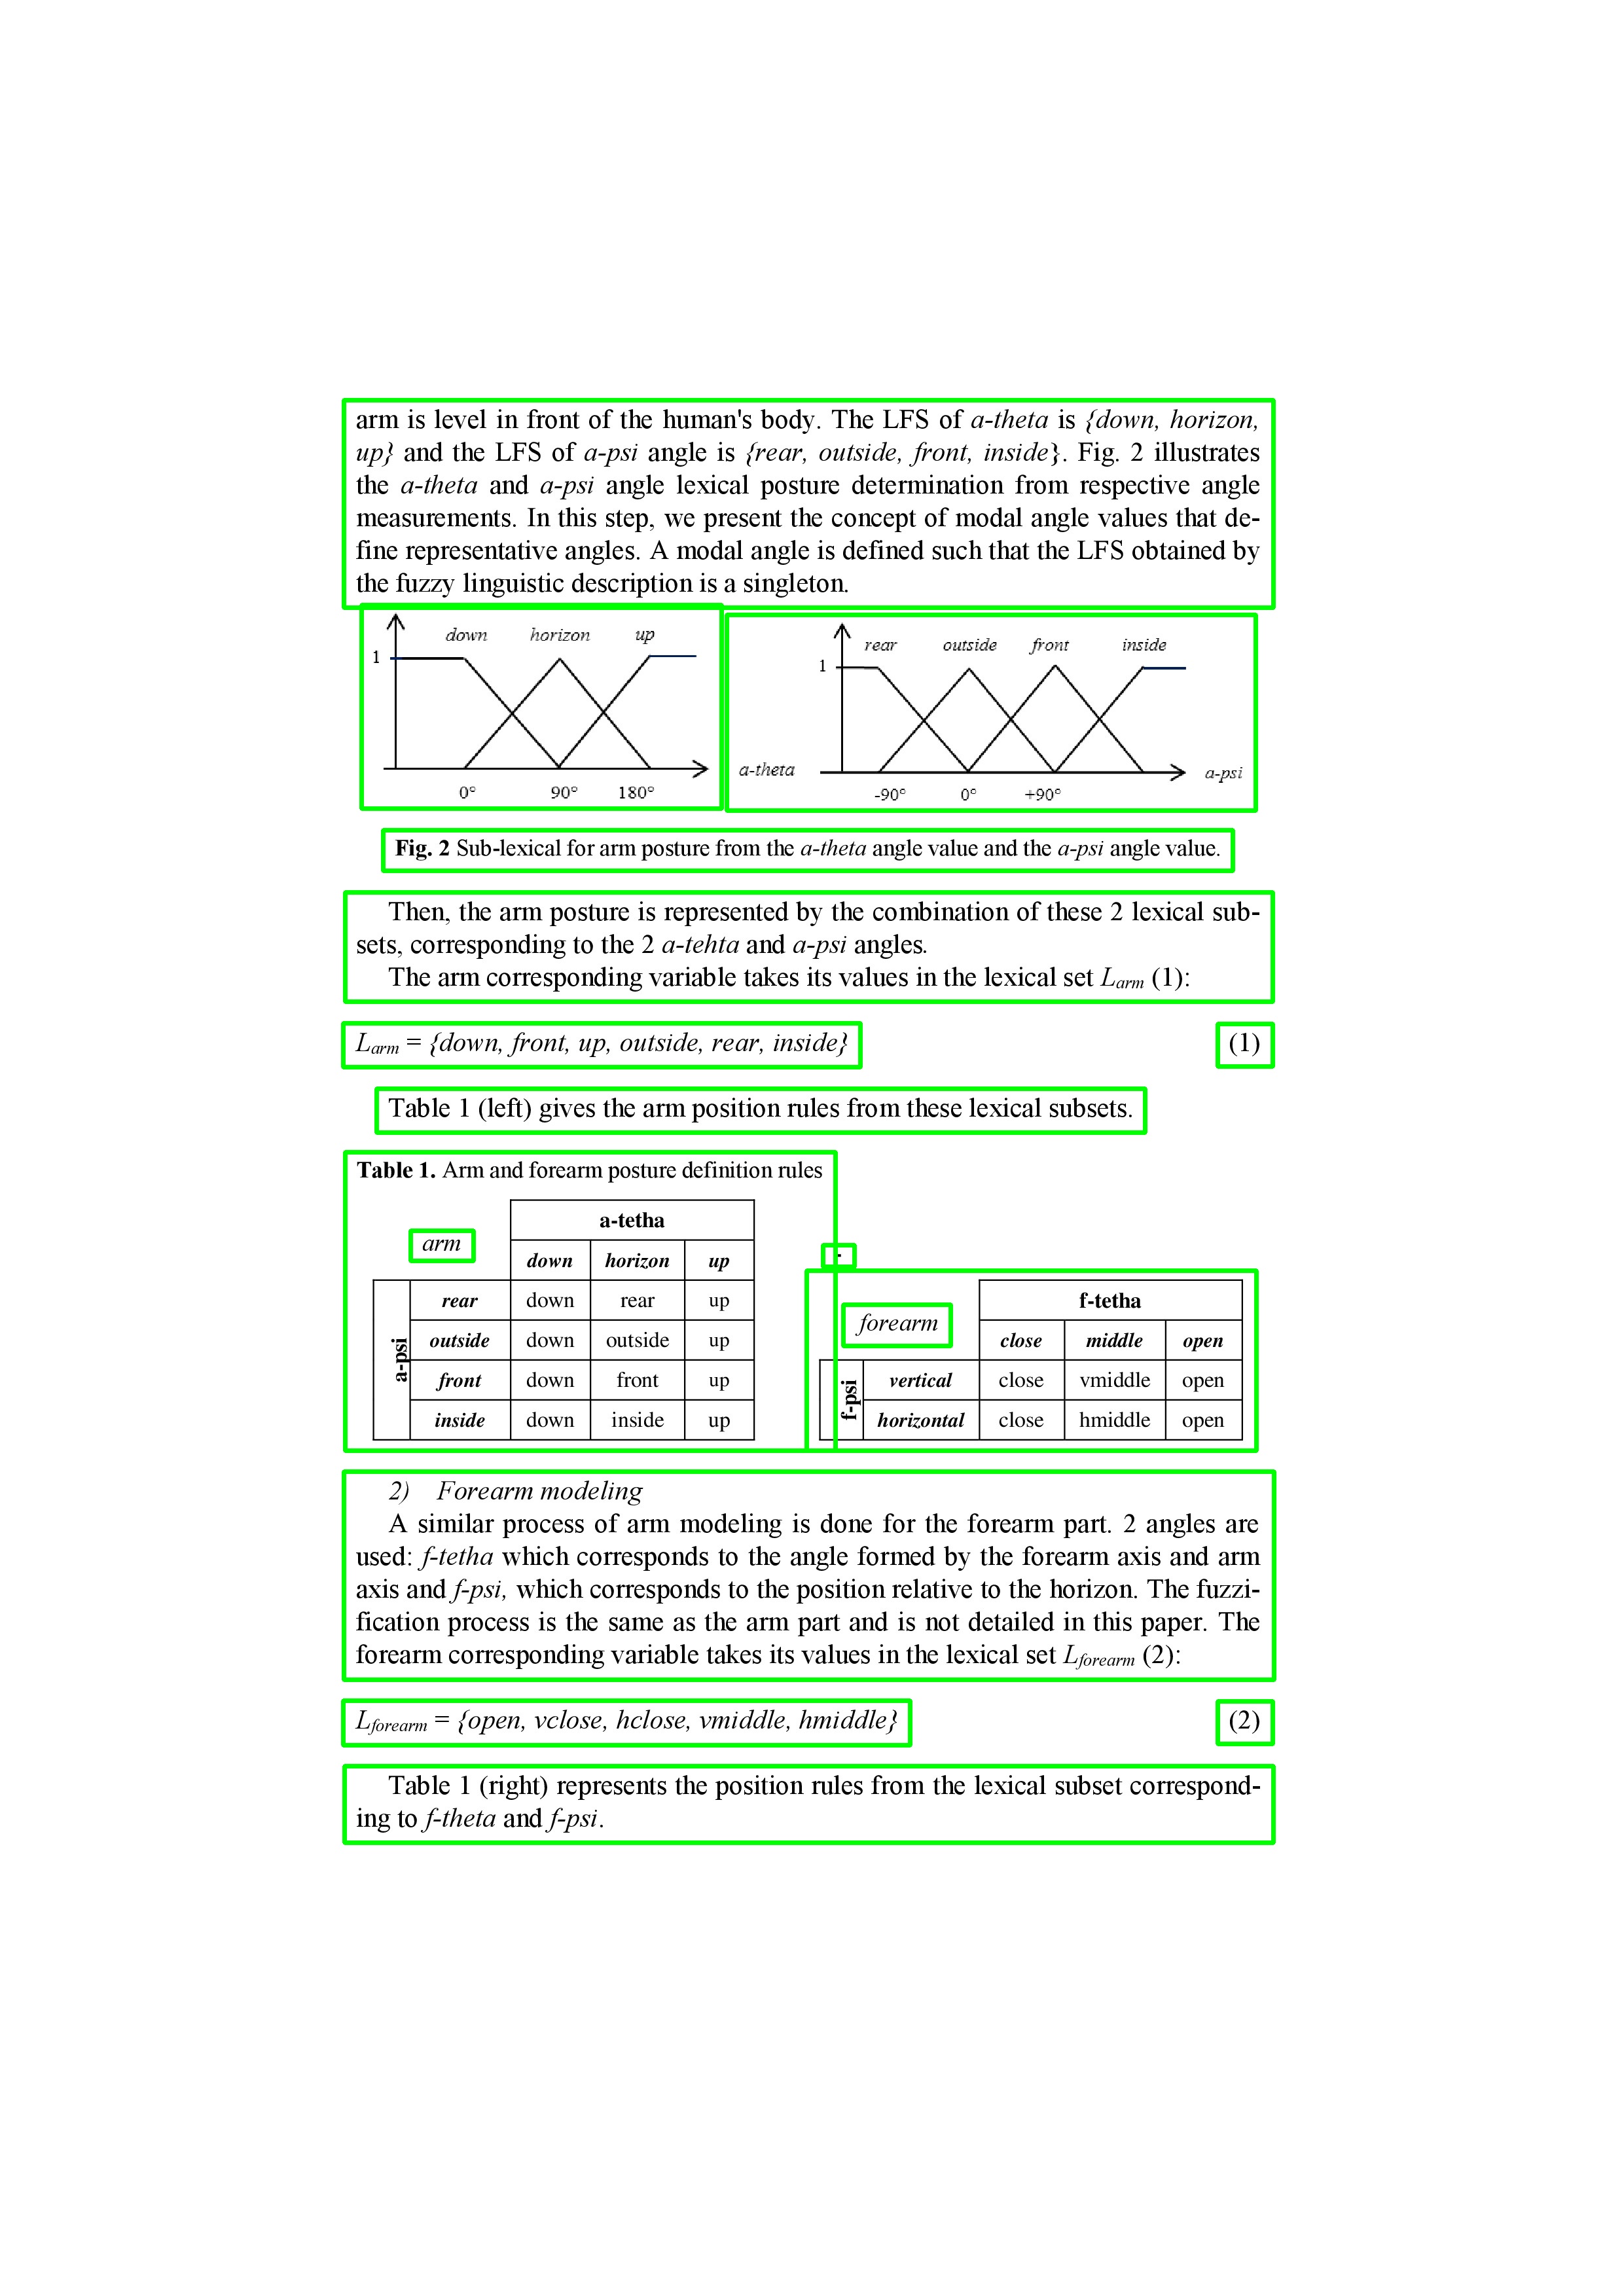 arm is level in front of the human's body. The LFS of a-theta is {down, horizon,
up} and the LFS of a-psi angle is {rear, outside, front, inside}. Fig. 2 illustrates
the a-theta and a-psi angle lexical posture determination from respective angle
measurements. In this step, we present the concept of modal angle values that de-
fine representative angles. A modal angle is defined such that the LFS obtained by
the fuzzy linguistic description is a singleton.
down horizon up
1
0° 90° 180°
a-theta
rear outside front inside
1
-90° 0° +90°
a-psi
Fig. 2 Sub-lexical for arm posture from the a-theta angle value and the a-psi angle value.
Then, the arm posture is represented by the combination of these 2 lexical sub-
sets, corresponding to the 2 a-tehta and a-psi angles.
The arm corresponding variable takes its values in the lexical set Larm (1):
Larm = {down, front, up, outside, rear, inside} (1)
Table 1 (left) gives the arm position rules from these lexical subsets.
Table 1. Arm and forearm posture definition rules
arm
a-tetha
down horizon up
a-psi
rear down rear up
outside down outside up
front down front up
inside down inside up
forearm
f-tetha
close middle open
f-psi
vertical close vmiddle open
horizontal close hmiddle open
2) Forearm modeling
A similar process of arm modeling is done for the forearm part. 2 angles are
used: f-tetha which corresponds to the angle formed by the forearm axis and arm
axis and f-psi, which corresponds to the position relative to the horizon. The fuzzi-
fication process is the same as the arm part and is not detailed in this paper. The
forearm corresponding variable takes its values in the lexical set Lforearm (2):
Lforearm = {open, vclose, hclose, vmiddle, hmiddle} (2)
Table 1 (right) represents the position rules from the lexical subset correspond-
ing to f-theta and f-psi.